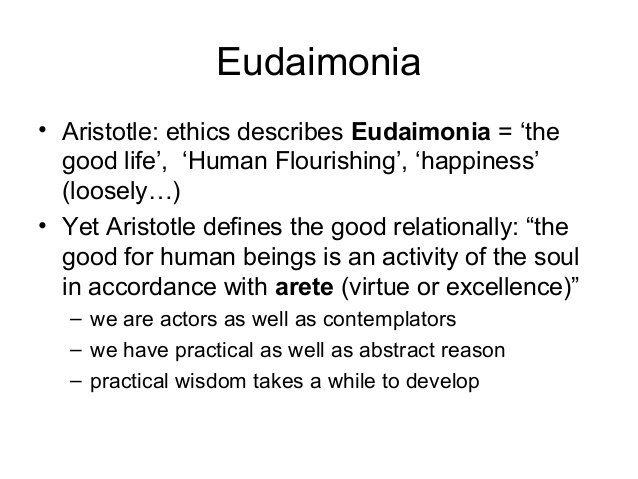 Eudaimonia
• Aristotle: ethics describes Eudaimonia = ‘the
good life’,  ‘Human Flourishing’, ‘happiness’
(loosely…)
• Yet Aristotle defines the good relationally: “the
good for human beings is an activity of the soul
in accordance with arete (virtue or excellence)”
– we are actors as well as contemplators
– we have practical as well as abstract reason
– practical wisdom takes a while to develop